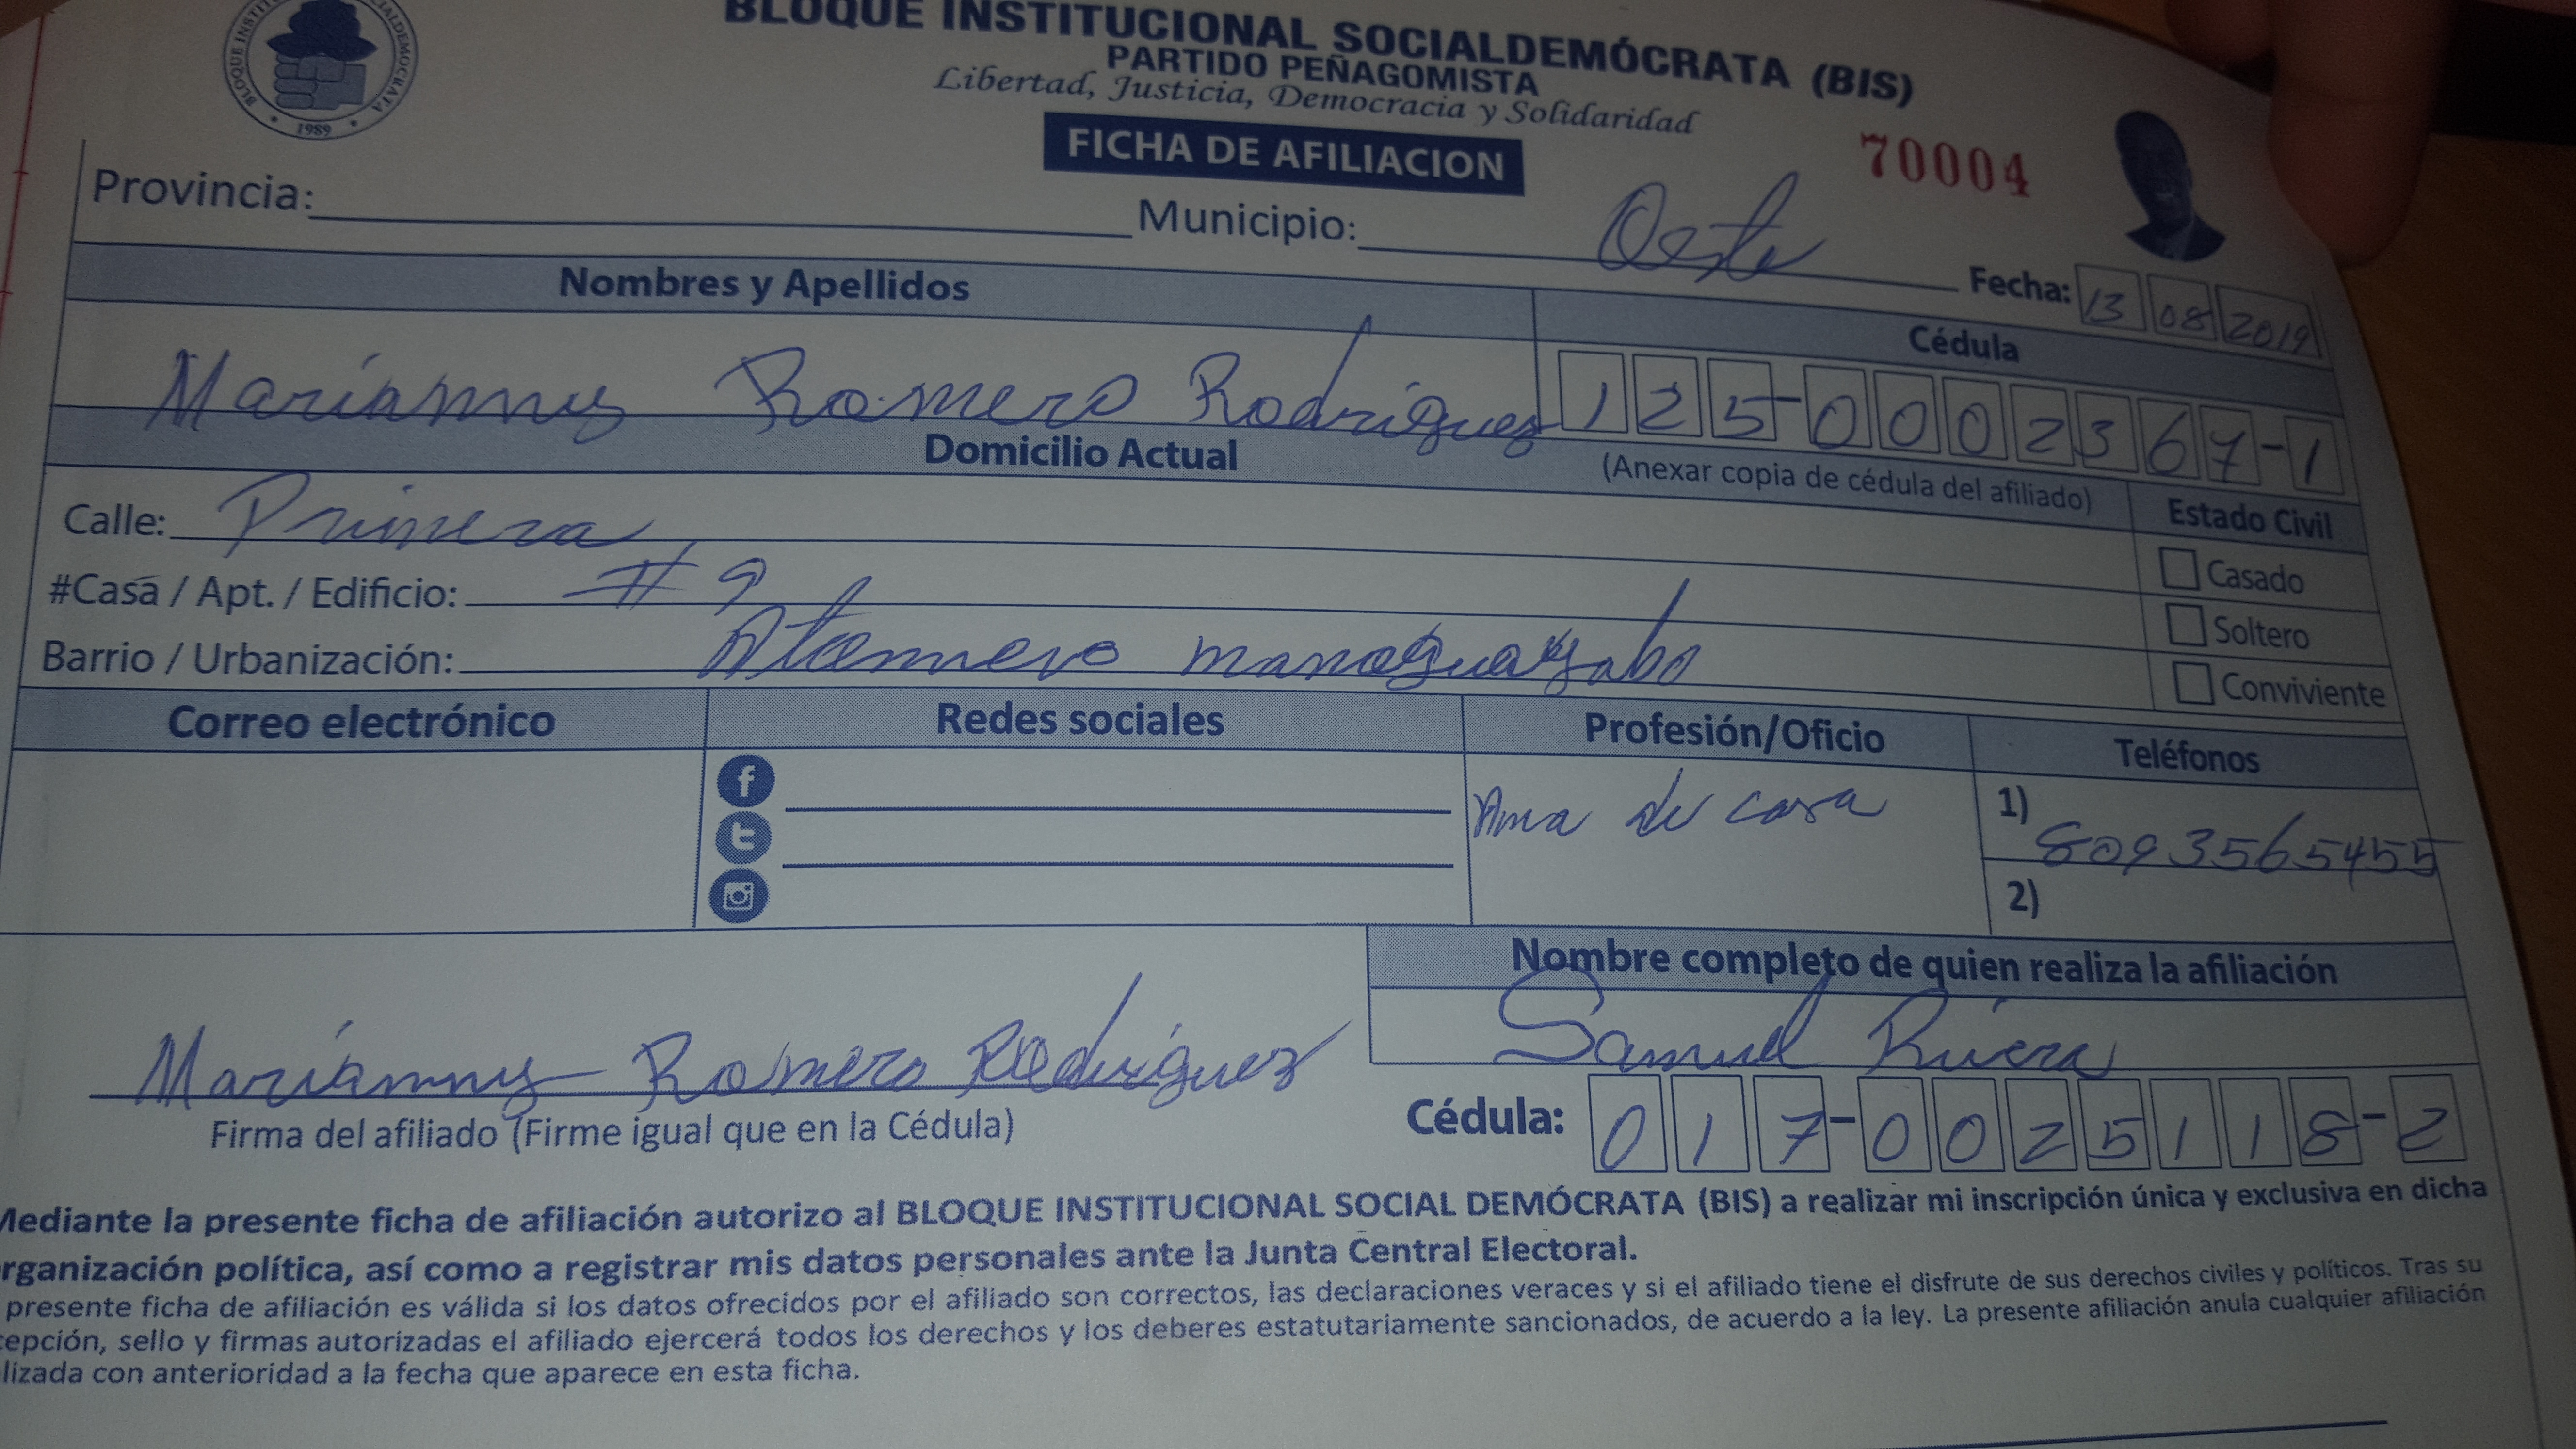 BLOQUE INSTITUCIONAL SOCIALDEMÓCRATA (BIS)
PARTIDO PEÑAGOMISTA
Libertad, Justicia, Democracia y Solidaridad
1989
FICHA DE AFILIACION
70004
Provincia: Municipio: Oeste
Fecha: 13 08 2019
Nombres y Apellidos
Cédula
Marianny Romero Rodriguez 125-0002367-1
Domicilio Actual (Anexar copia de cédula del afiliado)
Estado Civil
Calle: Primera
Casado
#Casa / Apt. / Edificio: #9
Soltero
Barrio / Urbanización: manoguayabo
Conviviente
Correo electrónico Redes sociales Profesión/Oficio Teléfonos
Ama de casa
1) 8093565455
2)
Nombre completo de quien realiza la afiliación
Samuel Rivera
Marianny Romero Rodriguez
Firma del afiliado (Firme igual que en la Cédula)
Cédula: 017-0025118-2
Mediante la presente ficha de afiliación autorizo al BLOQUE INSTITUCIONAL SOCIAL DEMÓCRATA (BIS) a realizar mi inscripción única y exclusiva en dicha
rganización política, así como a registrar mis datos personales ante la Junta Central Electoral.
presente ficha de afiliación es válida si los datos ofrecidos por el afiliado son correctos, las declaraciones veraces y si el afiliado tiene el disfrute de sus derechos civiles y políticos. Tras su
cepción, sello y firmas autorizadas el afiliado ejercerá todos los derechos y los deberes estatutariamente sancionados, de acuerdo a la ley. La presente afiliación anula cualquier afiliación
lizada con anterioridad a la fecha que aparece en esta ficha.